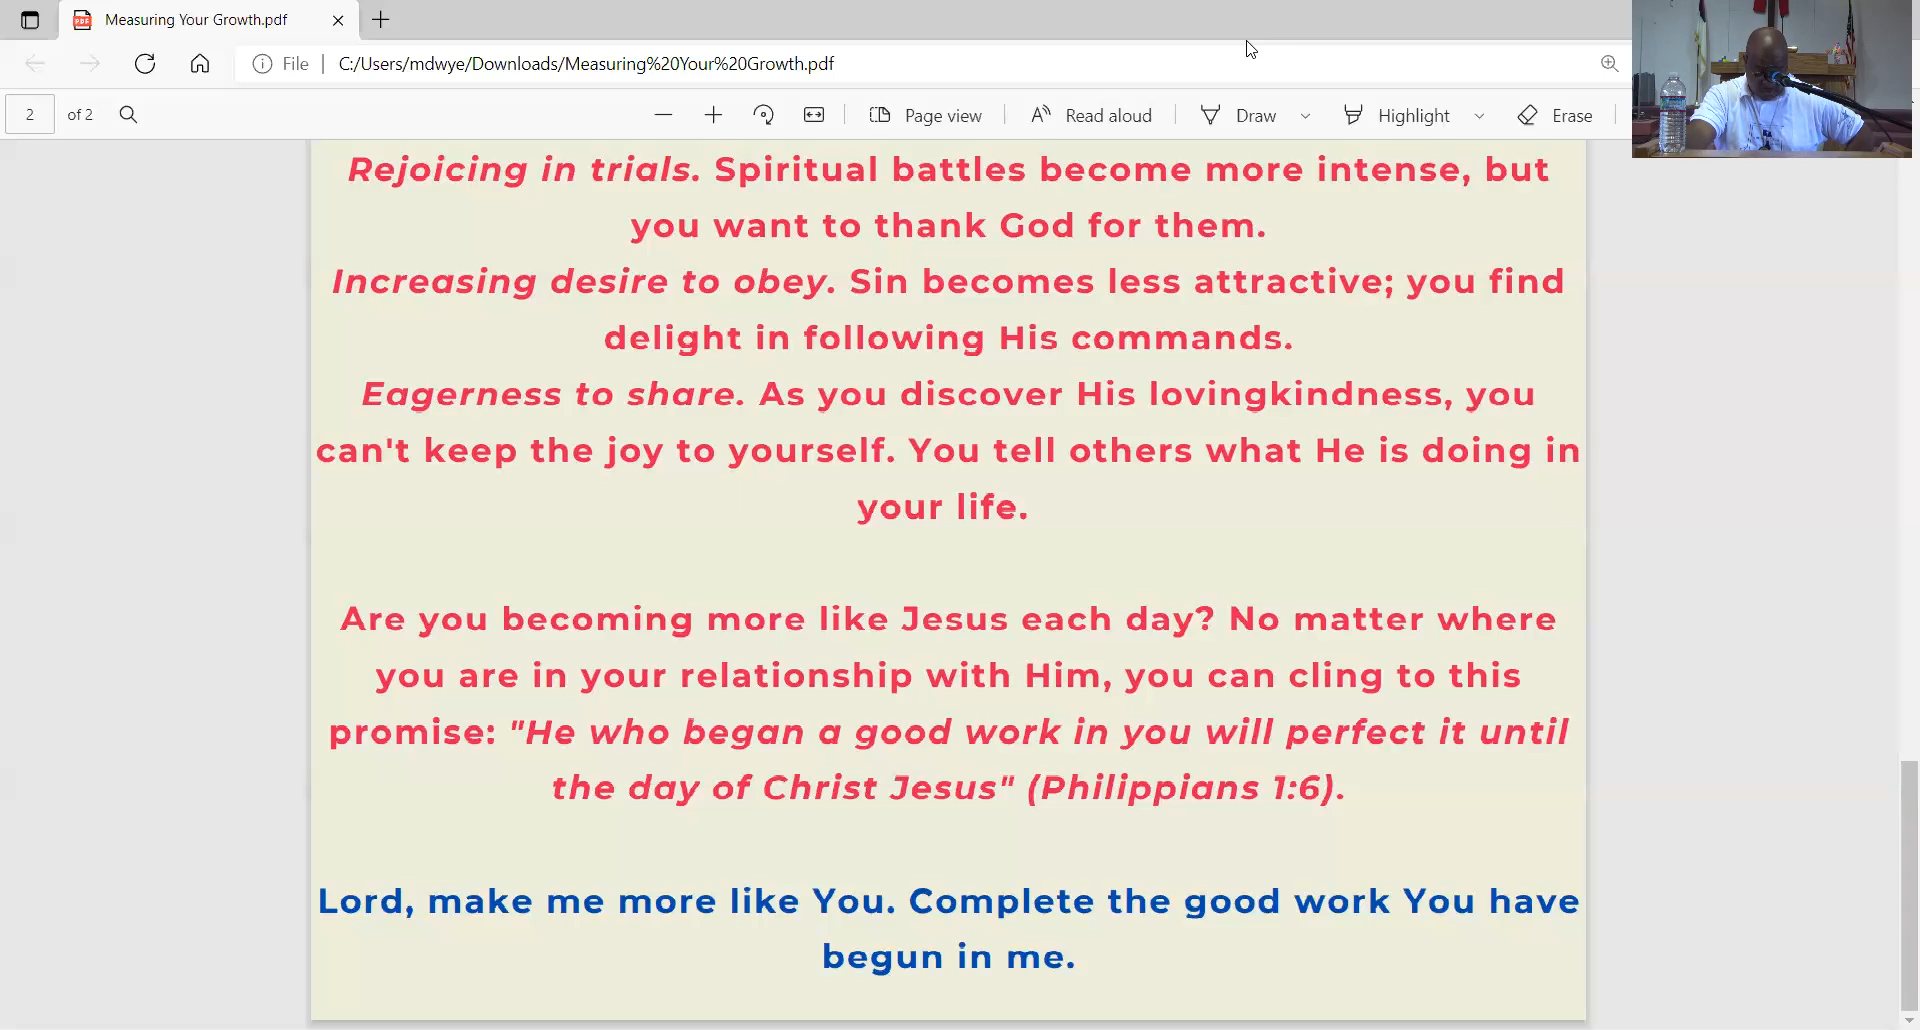 Measuring Your Growth.pdf
File
C:/Users/mdwye/Downloads/Measuring%20Your%20Growth.pdf
2 of 2
Page view
Read aloud
Draw
Highlight
Erase
Rejoicing in trials. Spiritual battles become more intense, but
you want to thank God for them.
Increasing desire to obey. Sin becomes less attractive; you find
delight in following His commands.
Eagerness to share. As you discover His lovingkindness, you
can't keep the joy to yourself. You tell others what He is doing in
your life.
Are you becoming more like Jesus each day? No matter where
you are in your relationship with Him, you can cling to this
promise: "He who began a good work in you will perfect it until
the day of Christ Jesus" (Philippians 1:6).
Lord, make me more like You. Complete the good work You have
begun in me.